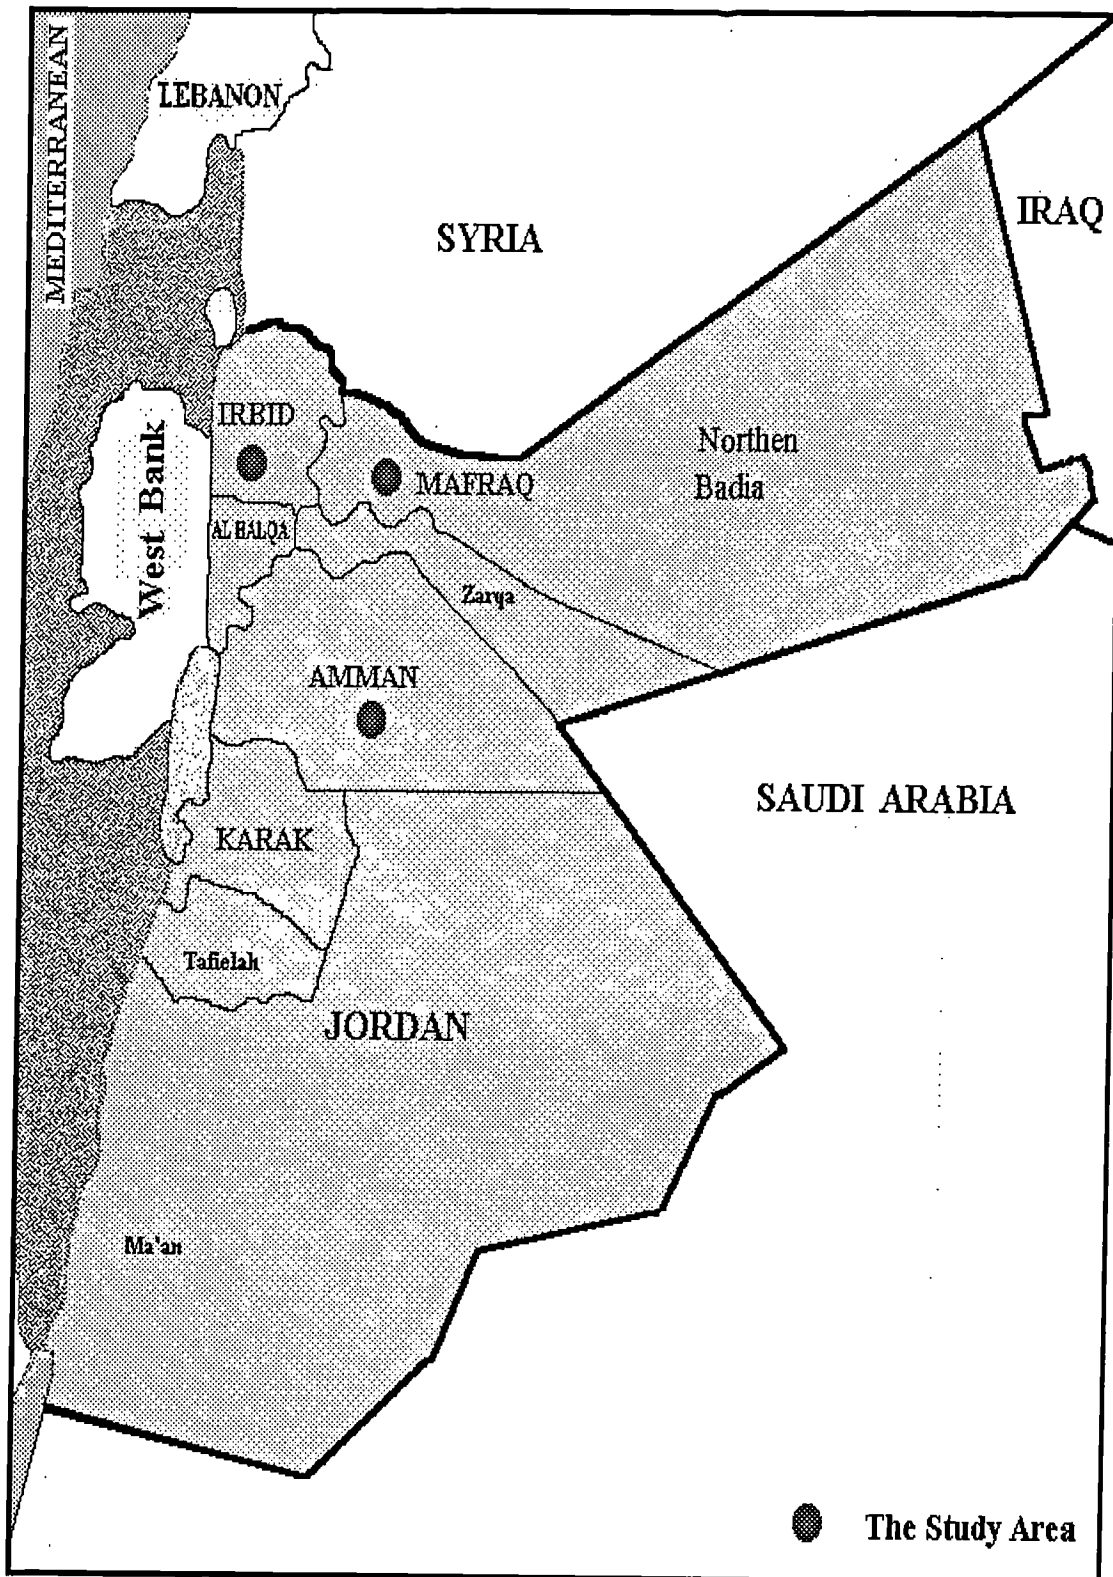 MEDITERRANEAN
LEBANON
SYRIA
IRAQ
IRBID
Northen
Badia
MAFRAQ
West Bank
AL BALQA
Zarqa
AMMAN
SAUDI ARABIA
KARAK
Tafielah
JORDAN
Ma'an
The Study Area